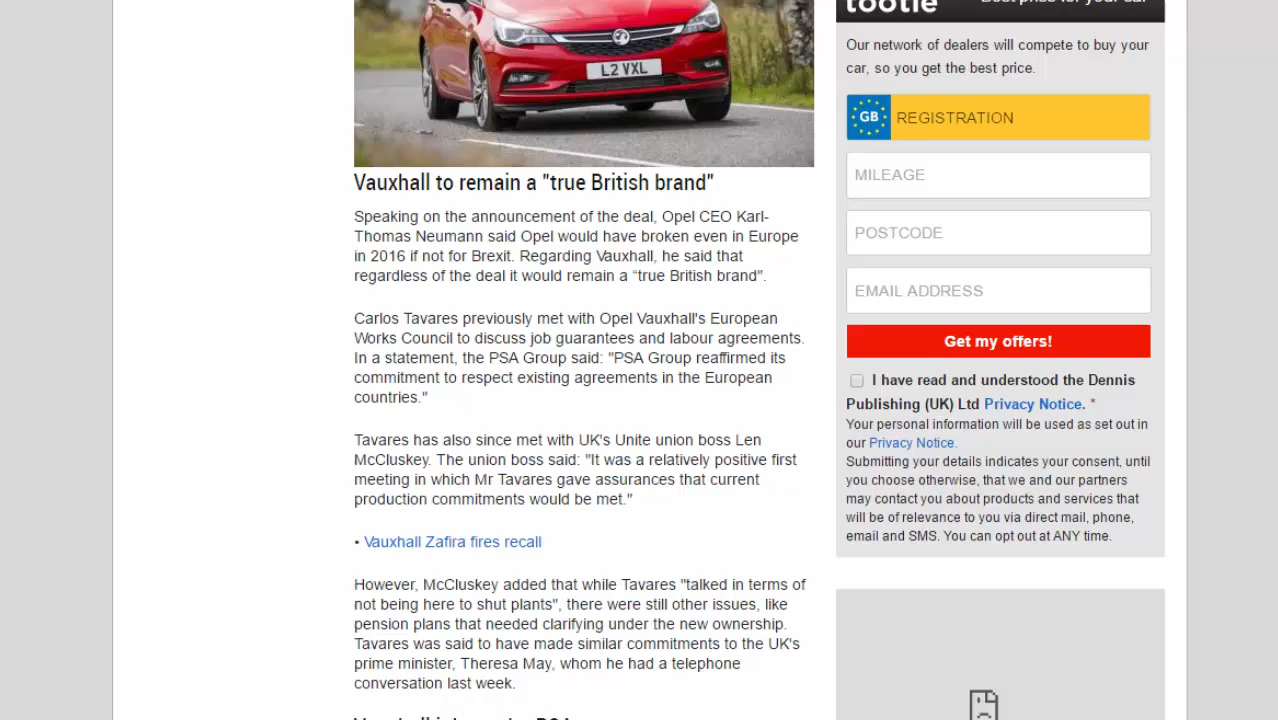 tootle
Best price for your car
Our network of dealers will compete to buy your
car, so you get the best price.
GB
REGISTRATION
MILEAGE
POSTCODE
EMAIL ADDRESS
Get my offers!
I have read and understood the Dennis
Publishing (UK) Ltd Privacy Notice. *
Your personal information will be used as set out in
our Privacy Notice.
Submitting your details indicates your consent, until
you choose otherwise, that we and our partners
may contact you about products and services that
will be of relevance to you via direct mail, phone,
email and SMS. You can opt out at ANY time.
L2 VXL
Vauxhall to remain a "true British brand"
Speaking on the announcement of the deal, Opel CEO Karl-
Thomas Neumann said Opel would have broken even in Europe
in 2016 if not for Brexit. Regarding Vauxhall, he said that
regardless of the deal it would remain a “true British brand”.
Carlos Tavares previously met with Opel Vauxhall's European
Works Council to discuss job guarantees and labour agreements.
In a statement, the PSA Group said: "PSA Group reaffirmed its
commitment to respect existing agreements in the European
countries."
Tavares has also since met with UK's Unite union boss Len
McCluskey. The union boss said: "It was a relatively positive first
meeting in which Mr Tavares gave assurances that current
production commitments would be met."
• Vauxhall Zafira fires recall
However, McCluskey added that while Tavares "talked in terms of
not being here to shut plants", there were still other issues, like
pension plans that needed clarifying under the new ownership.
Tavares was said to have made similar commitments to the UK's
prime minister, Theresa May, whom he had a telephone
conversation last week.